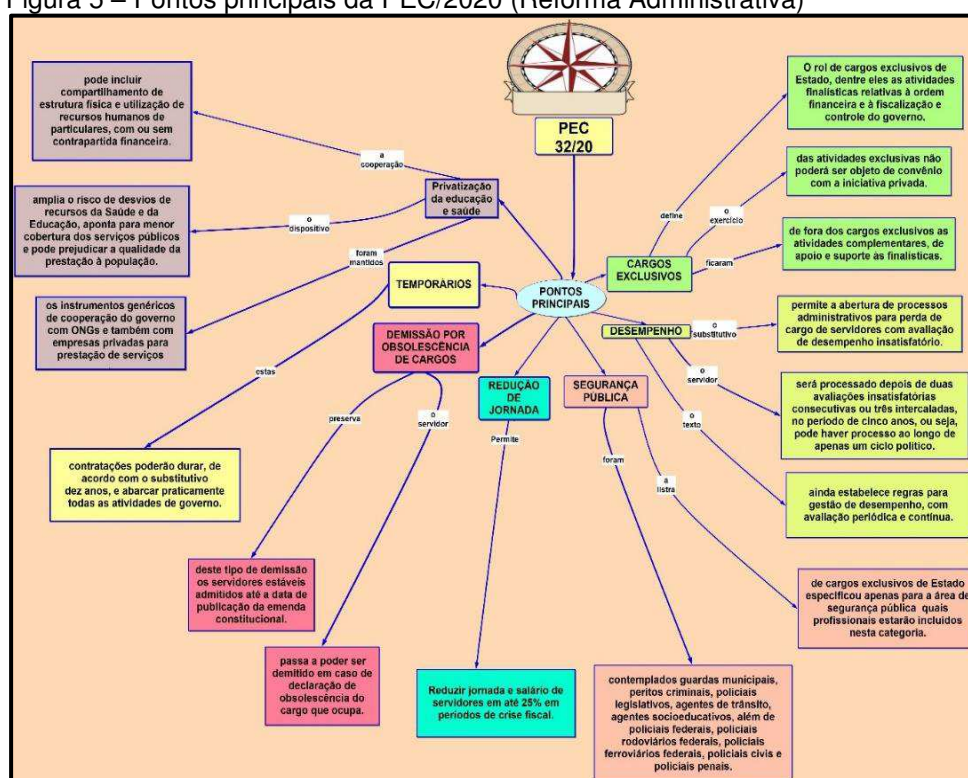 Figura 5 – Pontos principais da PEC/2020 (Reforma Administrativa)
PEC
32/20
pode incluir
compartilhamento de
estrutura física e utilização de
recursos humanos de
particulares, com ou sem
contrapartida financeira.
a
cooperação
Privatização
da educação
e saúde
amplia o risco de desvios de
recursos da Saúde e da
Educação, aponta para menor
cobertura dos serviços públicos
e pode prejudicar a qualidade da
prestação à população.
o
dispositivo
foram
mantidos
os instrumentos genéricos
de cooperação do governo
com ONGs e também com
empresas privadas para
prestação de serviços
TEMPORÁRIOS
estas
contratações poderão durar, de
acordo com o substitutivo
dez anos, e abarcar praticamente
todas as atividades de governo.
PONTOS
PRINCIPAIS
DEMISSÃO POR
OBSOLESCÊNCIA
DE CARGOS
preserva
o
servidor
deste tipo de demissão
os servidores estáveis
admitidos até a data de
publicação da emenda
constitucional.
passa a poder ser
demitido em caso de
declaração de
obsolescência do
cargo que ocupa.
REDUÇÃO
DE
JORNADA
Permite
Reduzir jornada e salário de
servidores em até 25% em
períodos de crise fiscal.
SEGURANÇA
PÚBLICA
foram
contemplados guardas municipais,
peritos criminais, policiais
legislativos, agentes de trânsito,
agentes socioeducativos, além de
policiais federais, policiais
rodoviários federais, policiais
ferroviários federais, policiais civis e
policiais penais.
a
listra
de cargos exclusivos de Estado
especificou apenas para a área de
segurança pública quais
profissionais estarão incluídos
nesta categoria.
CARGOS
EXCLUSIVOS
define
O rol de cargos exclusivos de
Estado, dentre eles as atividades
finalísticas relativas à ordem
financeira e à fiscalização e
controle do governo.
o
exercício
das atividades exclusivas não
poderá ser objeto de convênio
com a iniciativa privada.
ficaram
de fora dos cargos exclusivos as
atividades complementares, de
apoio e suporte às finalísticas.
DESEMPENHO
o
substitutivo
permite a abertura de processos
administrativos para perda de
cargo de servidores com avaliação
de desempenho insatisfatório.
o
servidor
será processado depois de duas
avaliações insatisfatórias
consecutivas ou três intercaladas,
no período de cinco anos, ou seja,
pode haver processo ao longo de
apenas um ciclo político.
o
texto
ainda estabelece regras para
gestão de desempenho, com
avaliação periódica e contínua.